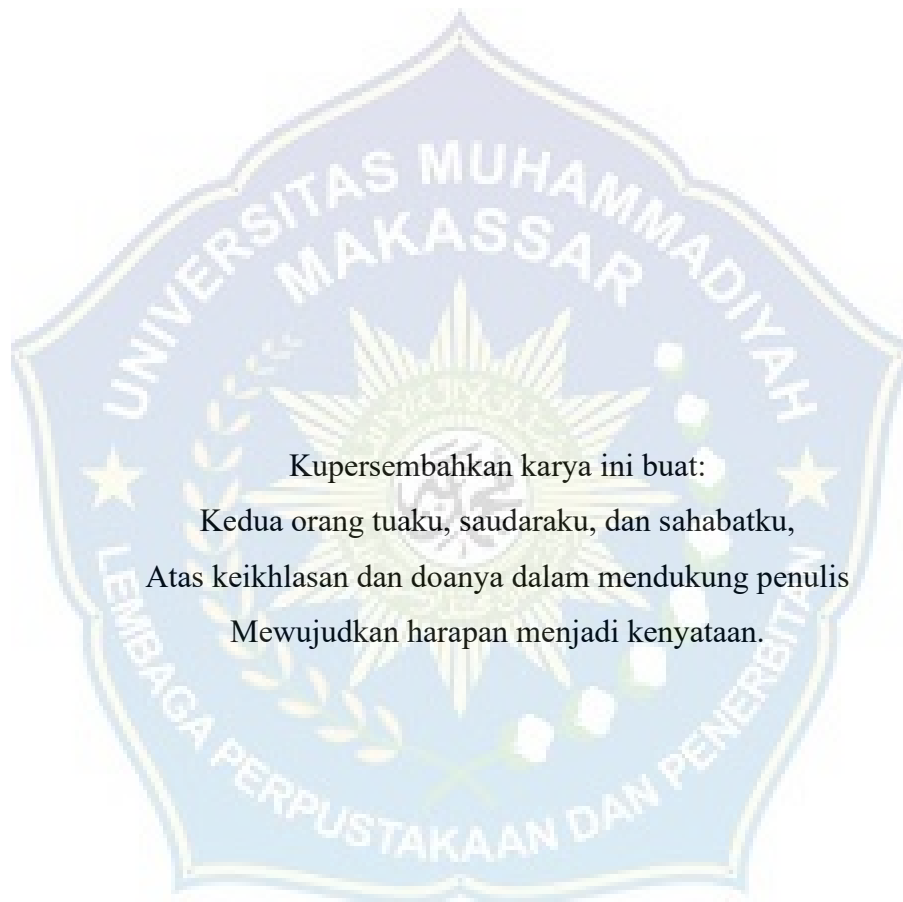 UNIVERSITAS MUHAMMADIYAH
MAKASSAR
Kupersembahkan karya ini buat:
Kedua orang tuaku, saudaraku, dan sahabatku,
Atas keikhlasan dan doanya dalam mendukung penulis
Mewujudkan harapan menjadi kenyataan.
LEMBAGA PERPUSTAKAAN DAN PENERBITAN